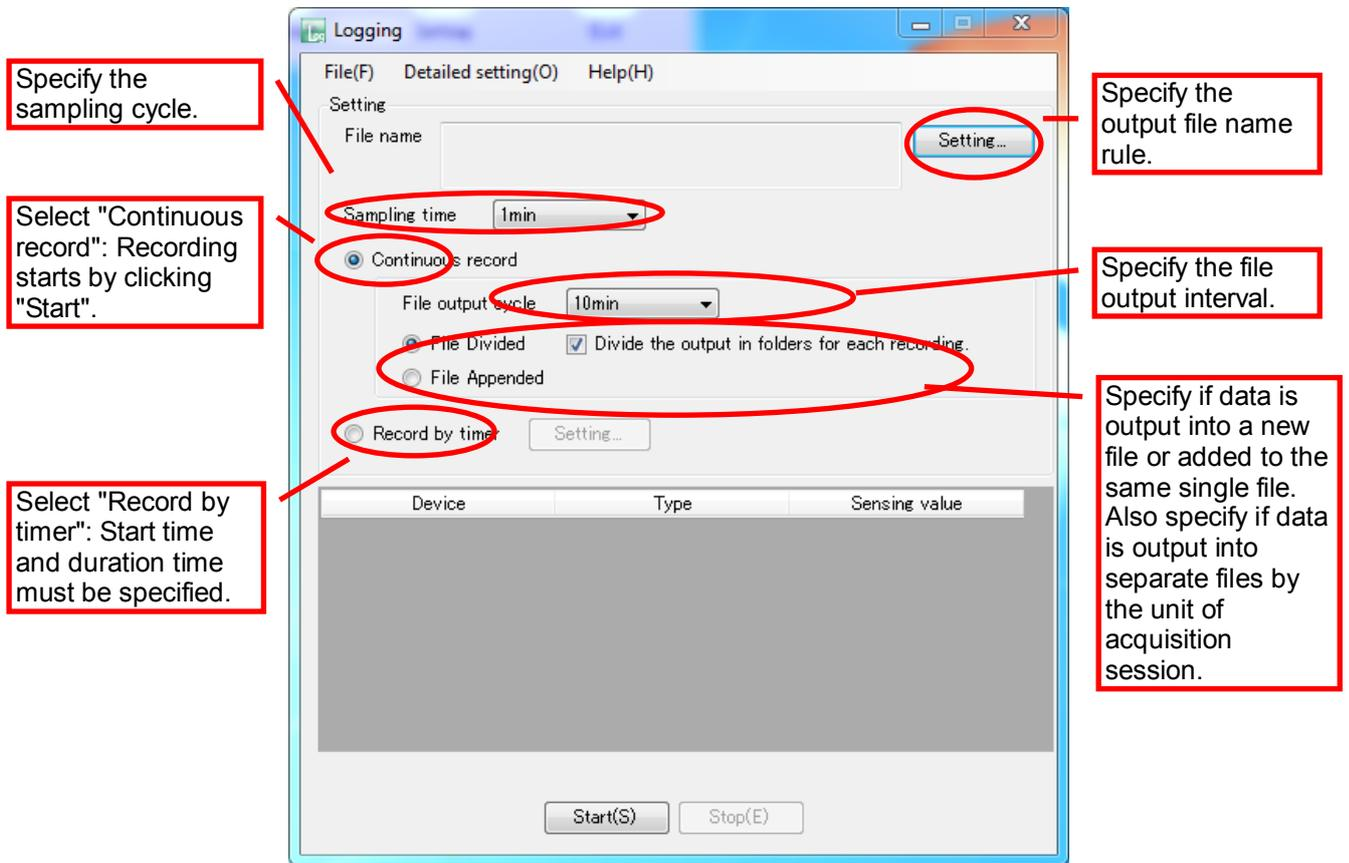 Logging
File(F) Detailed setting(O) Help(H)
Setting
File name
Setting...
Sampling time 1min
Continuous record
File output cycle 10min
File Divided Divide the output in folders for each recording.
File Appended
Record by timer Setting...
Device Type Sensing value
Start(S) Stop(E)
Specify the
sampling cycle.
Select "Continuous
record": Recording
starts by clicking
"Start".
Select "Record by
timer": Start time
and duration time
must be specified.
Specify the
output file name
rule.
Specify the file
output interval.
Specify if data is
output into a new
file or added to the
same single file.
Also specify if data
is output into
separate files by
the unit of
acquisition
session.